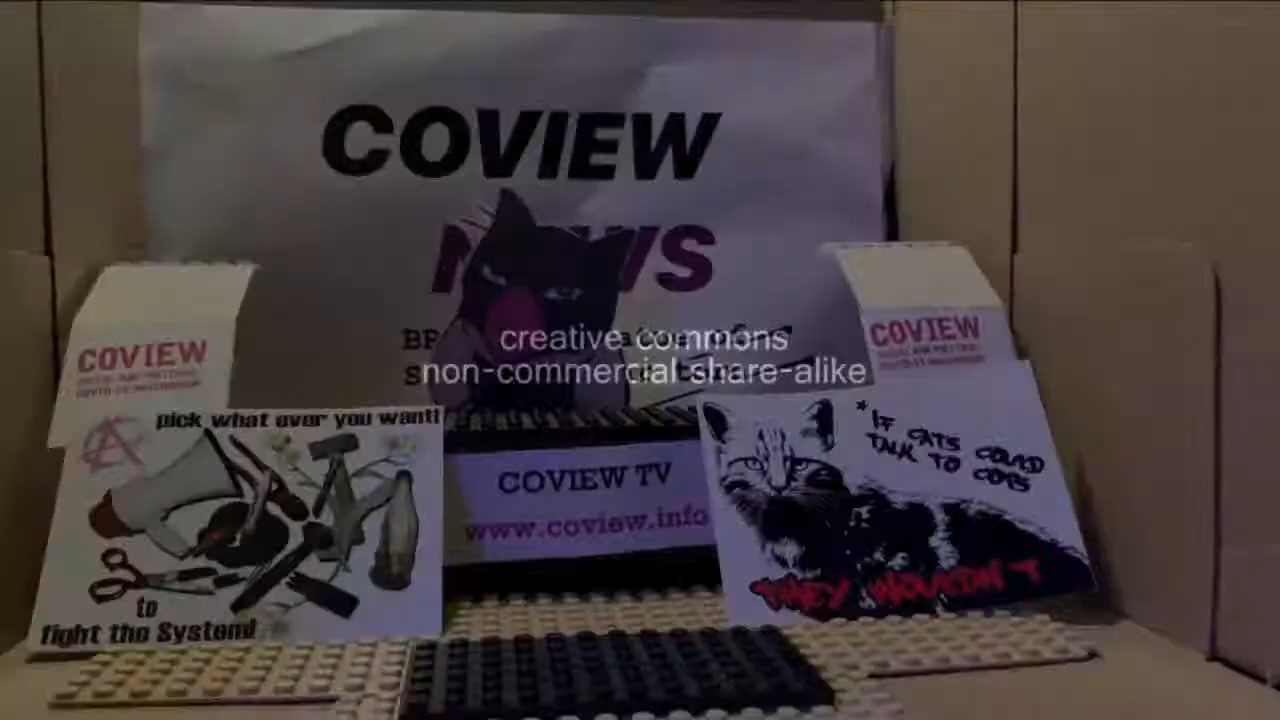 COVIEW
NEWS
creative commons
non-commercial share-alike
COVIEW
COVIEW
pick what ever you want!
to
fight the System!
COVIEW TV
www.coview.info
*IF CATS COULD
TALK TO COPS
THEY WOULDN'T